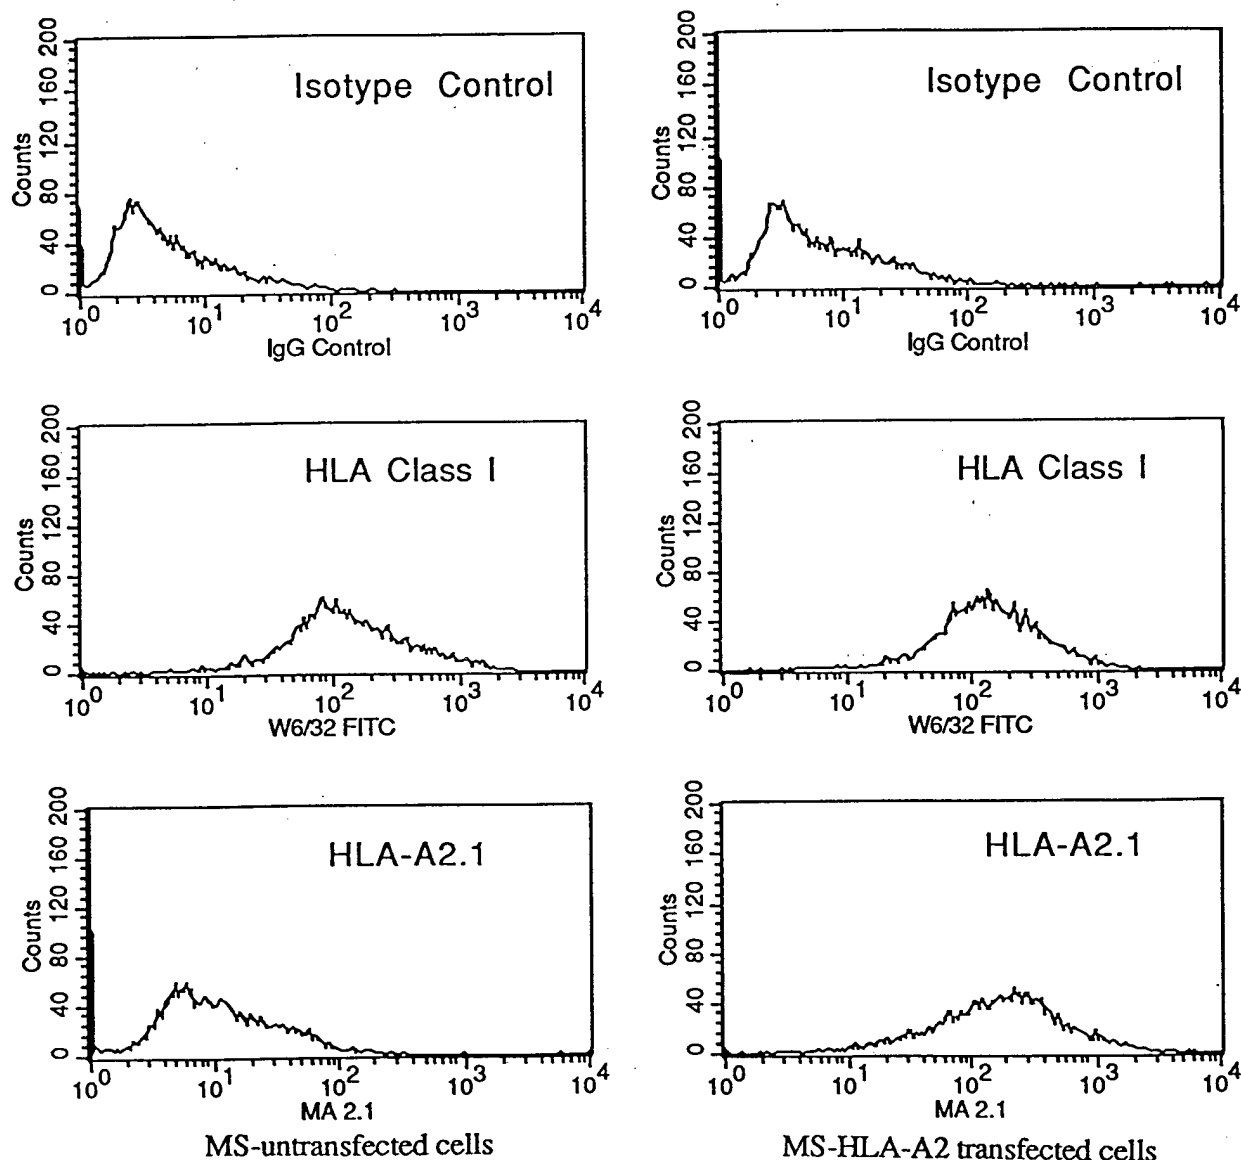 Isotype Control
Counts
200
160
120
80
40
0
10^0 10^1 10^2 10^3 10^4
IgG Control
Isotype Control
Counts
200
160
120
80
40
0
10^0 10^1 10^2 10^3 10^4
IgG Control
HLA Class I
Counts
200
160
120
80
40
0
10^0 10^1 10^2 10^3 10^4
W6/32 FITC
HLA Class I
Counts
200
160
120
80
40
0
10^0 10^1 10^2 10^3 10^4
W6/32 FITC
HLA-A2.1
Counts
200
160
120
80
40
0
10^0 10^1 10^2 10^3 10^4
MA 2.1
MS-untransfected cells
HLA-A2.1
Counts
200
160
120
80
40
0
10^0 10^1 10^2 10^3 10^4
MA 2.1
MS-HLA-A2 transfected cells